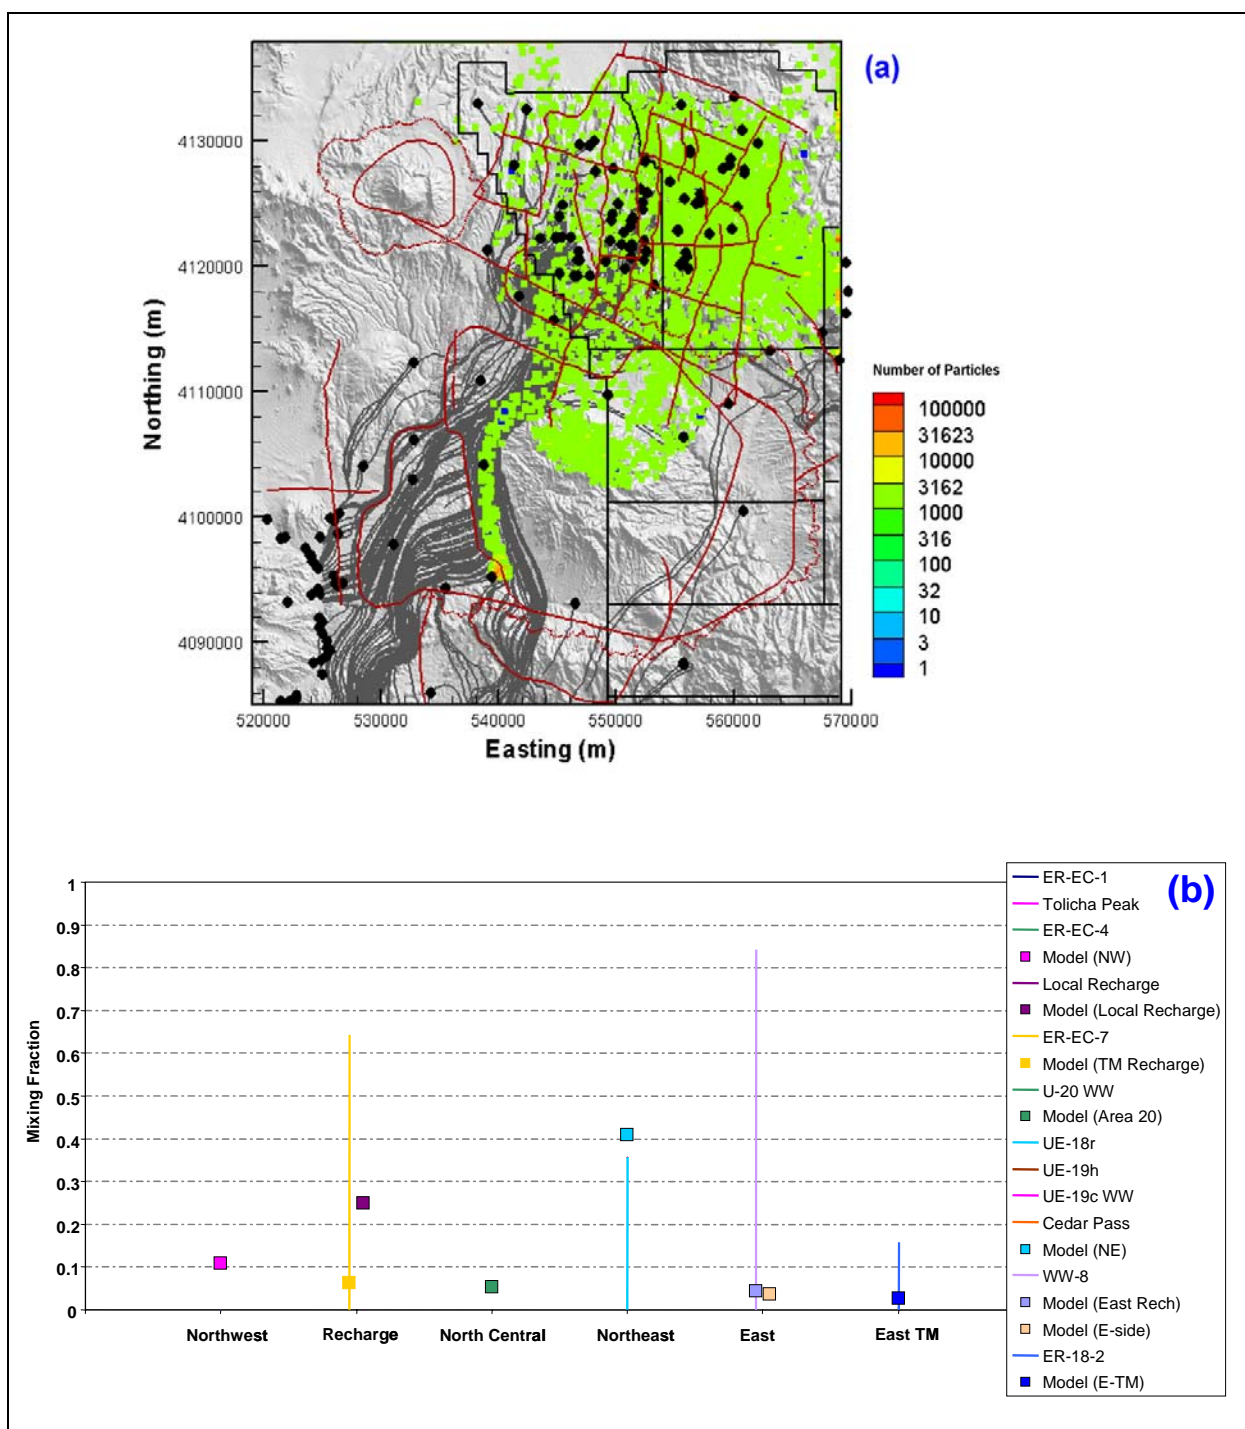 (a)
4130000
4120000
4110000
4100000
4090000
Northing (m)
520000 530000 540000 550000 560000 570000
Easting (m)
Number of Particles
100000
31623
10000
3162
1000
316
100
32
10
3
1
(b)
1
0.9
0.8
0.7
0.6
0.5
0.4
0.3
0.2
0.1
0
Mixing Fraction
Northwest Recharge North Central Northeast East East TM
ER-EC-1
Tolicha Peak
ER-EC-4
Model (NW)
Local Recharge
Model (Local Recharge)
ER-EC-7
Model (TM Recharge)
U-20 WW
Model (Area 20)
UE-18r
UE-19h
UE-19c WW
Cedar Pass
Model (NE)
WW-8
Model (East Rech)
Model (E-side)
ER-18-2
Model (E-TM)